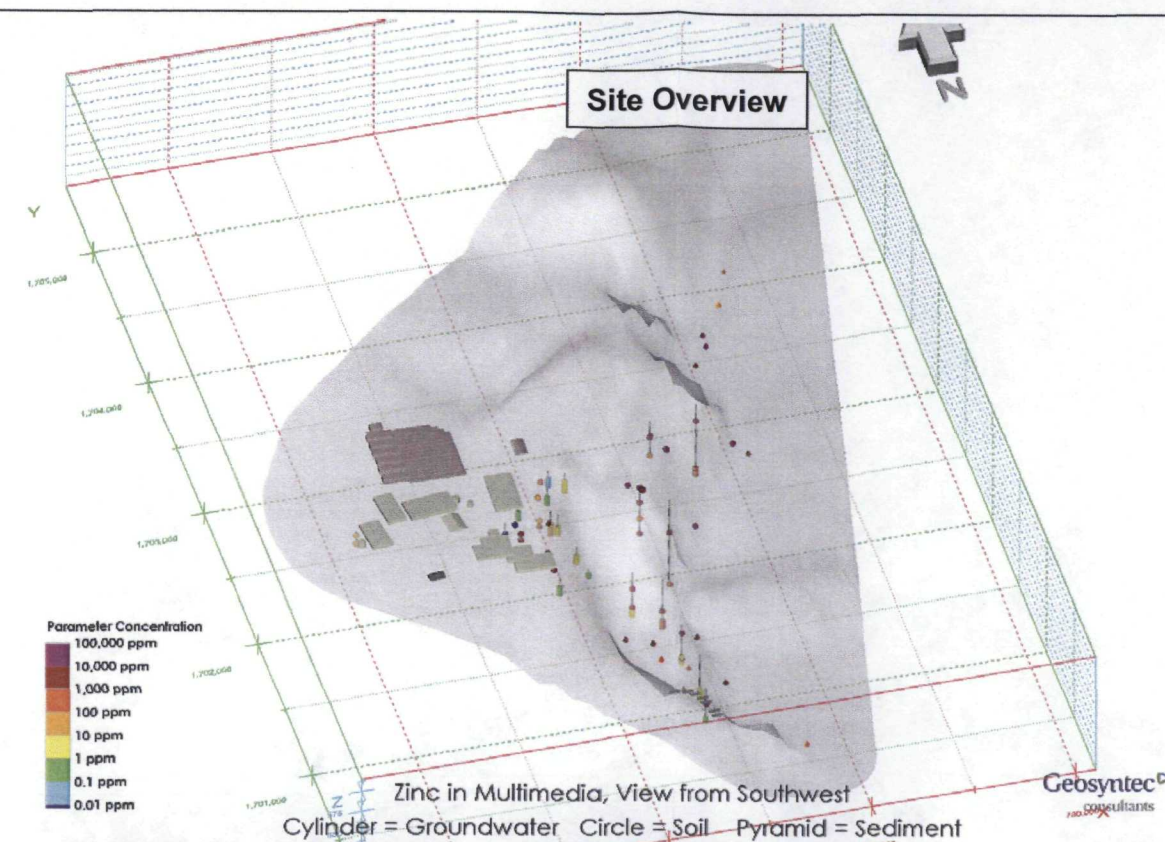 Site Overview
N
Y
1,705,000
1,704,000
1,703,000
1,702,000
1,701,000
Parameter Concentration
100,000 ppm
10,000 ppm
1,000 ppm
100 ppm
10 ppm
1 ppm
0.1 ppm
0.01 ppm
Z
X
Zinc in Multimedia, View from Southwest
Cylinder = Groundwater Circle = Soil Pyramid = Sediment
Geosyntec
consultants